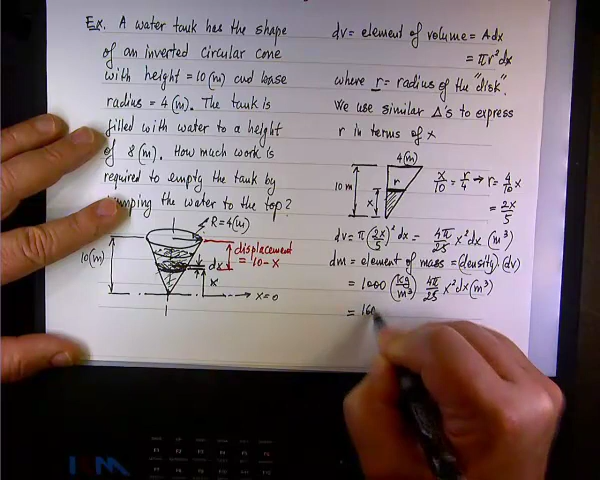 Ex. A water tank has the shape
of an inverted circular cone
with height = 10 (m) and base
radius = 4 (m). The tank is
filled with water to a height
of 8 (m). How much work is
required to empty the tank by
pumping the water to the top?
R = 4(m)
10(m)
displacement
= 10 - x
dx
x
x = 0
dv = element of volume = A dx
= πr²dx
where r = radius of the "disk".
We use similar Δ's to express
r in terms of x
4(m)
10 m
r
x
x/10 = r/4 → r = 4/10 x
= 2x/5
dv = π(2x/5)² dx = 4π/25 x² dx (m³)
dm = element of mass = density · (dv)
= 1000 (kg/m³) 4π/25 x² dx (m³)
= 160